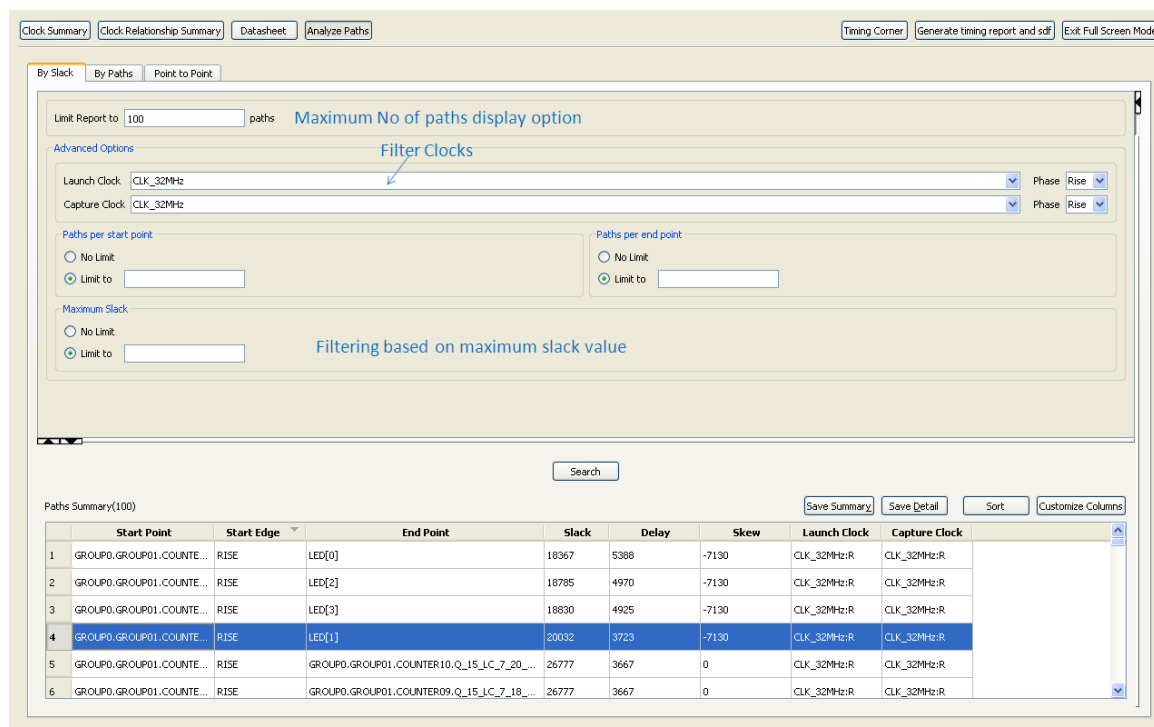 Clock Summary Clock Relationship Summary Datasheet Analyze Paths Timing Corner Generate timing report and sdf Exit Full Screen Mode
By Slack By Paths Point to Point
Limit Report to 100 paths Maximum No of paths display option
Advanced Options Filter Clocks
Launch Clock CLK_32MHz Phase Rise
Capture Clock CLK_32MHz Phase Rise
Paths per start point Paths per end point
No Limit No Limit
Limit to Limit to
Maximum Slack
No Limit
Limit to Filtering based on maximum slack value
Search
Paths Summary(100) Save Summary Save Detail Sort Customize Columns
Start Point Start Edge End Point Slack Delay Skew Launch Clock Capture Clock
1 GROUP0.GROUP01.COUNTE... RISE LED[0] 18367 5388 -7130 CLK_32MHz:R CLK_32MHz:R
2 GROUP0.GROUP01.COUNTE... RISE LED[2] 18785 4970 -7130 CLK_32MHz:R CLK_32MHz:R
3 GROUP0.GROUP01.COUNTE... RISE LED[3] 18830 4925 -7130 CLK_32MHz:R CLK_32MHz:R
4 GROUP0.GROUP01.COUNTE... RISE LED[1] 20032 3723 -7130 CLK_32MHz:R CLK_32MHz:R
5 GROUP0.GROUP01.COUNTE... RISE GROUP0.GROUP01.COUNTER10.Q_15_LC_7_20_... 26777 3667 0 CLK_32MHz:R CLK_32MHz:R
6 GROUP0.GROUP01.COUNTE... RISE GROUP0.GROUP01.COUNTER09.Q_15_LC_7_18_... 26777 3667 0 CLK_32MHz:R CLK_32MHz:R